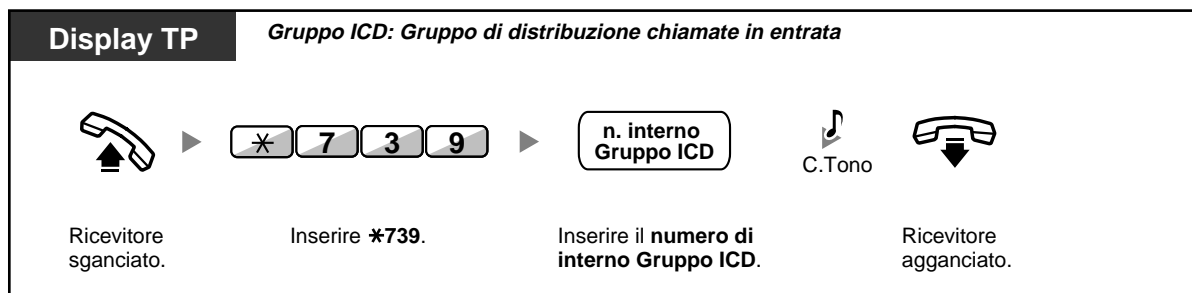 Display TP
Gruppo ICD: Gruppo di distribuzione chiamate in entrata
* 7 3 9
n. interno
Gruppo ICD
C.Tono
Ricevitore
sganciato.
Inserire *739.
Inserire il numero di
interno Gruppo ICD.
Ricevitore
agganciato.